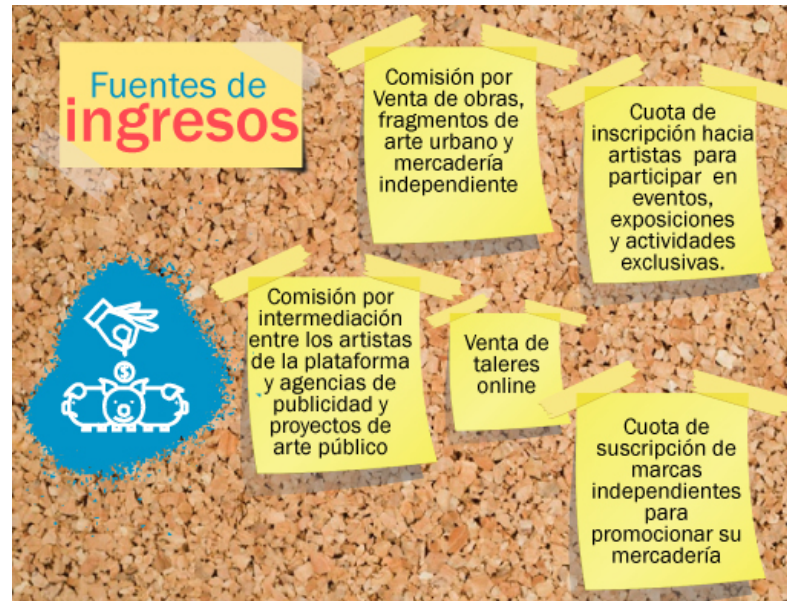 Fuentes de
ingresos
Comisión por
Venta de obras,
fragmentos de
arte urbano y
mercadería
independiente
Cuota de
inscripción hacia
artistas para
participar en
eventos,
exposiciones
y actividades
exclusivas.
Comisión por
intermediación
entre los artistas
de la plataforma
y agencias de
publicidad y
proyectos de
arte público
Venta de
taleres
online
Cuota de
suscripción de
marcas
independientes
para
promocionar su
mercadería
$